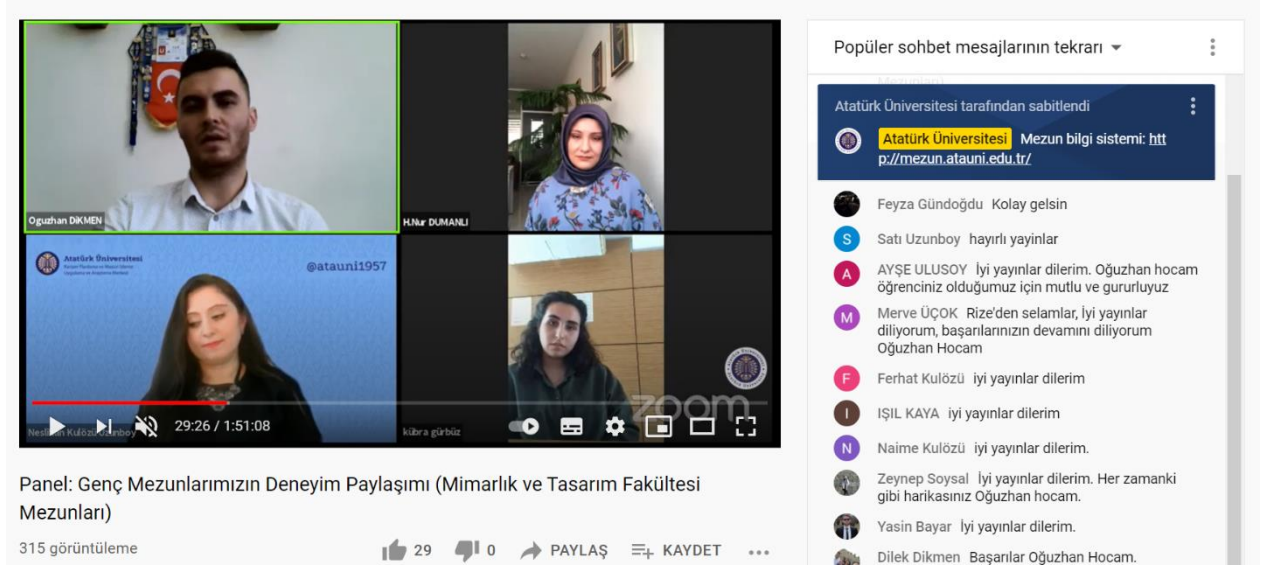 Oguzhan DİKMEN
H.Nur DUMANLI
Atatürk Üniversitesi
@atauni1957
zoom
29:26 / 1:51:08
kübra gürbüz
Panel: Genç Mezunlarımızın Deneyim Paylaşımı (Mimarlık ve Tasarım Fakültesi
Mezunları)
315 görüntüleme
29
0
PAYLAŞ
KAYDET
Popüler sohbet mesajlarının tekrarı
Mezunları)
Atatürk Üniversitesi tarafından sabitlendi
Atatürk Üniversitesi Mezun bilgi sistemi: htt
p://mezun.atauni.edu.tr/
Feyza Gündoğdu Kolay gelsin
S
Satı Uzunboy hayırlı yayinlar
A
AYŞE ULUSOY İyi yayınlar dilerim. Oğuzhan hocam
öğrenciniz olduğumuz için mutlu ve gururluyuz
M
Merve ÜÇOK Rize'den selamlar, İyi yayınlar
diliyorum, başarılarınızın devamını diliyorum
Oğuzhan Hocam
F
Ferhat Kulözü iyi yayınlar dilerim
I
IŞIL KAYA iyi yayınlar dilerim
N
Naime Kulözü iyi yayınlar dilerim.
Zeynep Soysal İyi yayınlar dilerim. Her zamanki
gibi harikasınız Oğuzhan hocam.
Yasin Bayar İyi yayınlar dilerim.
Dilek Dikmen Başarılar Oğuzhan Hocam.